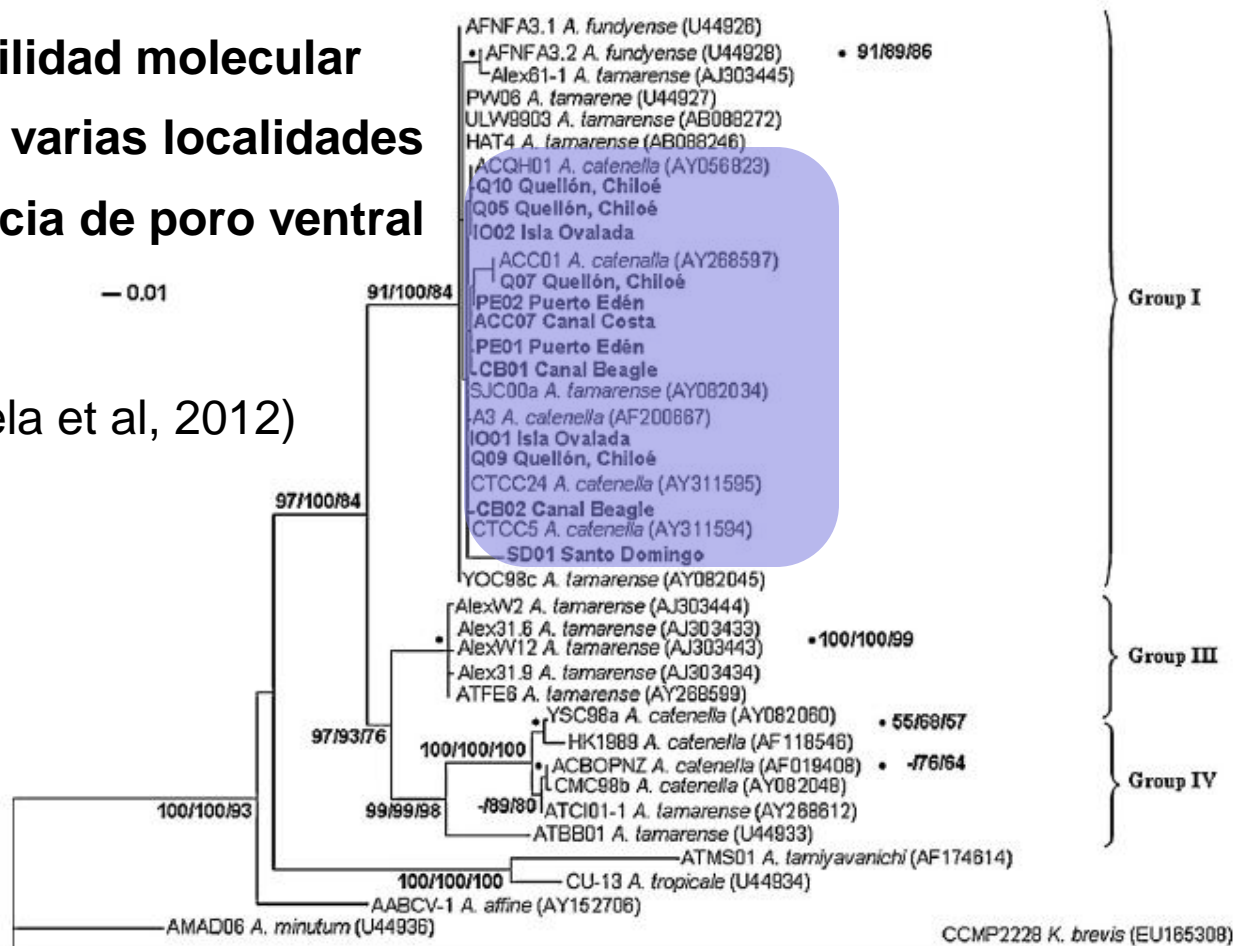 ilidad molecular
varias localidades
cia de poro ventral
ela et al, 2012)
0.01
AFNFA3.1 A. fundyense (U44926)
AFNFA3.2 A. fundyense (U44928)
• 91/89/86
Alex61-1 A. tamarense (AJ303445)
PW06 A. tamarene (U44927)
ULW9903 A. tamarense (AB088272)
HAT4 A. tamarense (AB088246)
ACQH01 A. catenella (AY056823)
Q10 Quellón, Chiloé
Q05 Quellón, Chiloé
IO02 Isla Ovalada
ACC01 A. catenalla (AY268597)
Q07 Quellón, Chiloé
91/100/84
PE02 Puerto Edén
Group I
ACC07 Canal Costa
PE01 Puerto Edén
CB01 Canal Beagle
SJC00a A. tamarense (AY082034)
A3 A. catenella (AF200667)
IO01 Isla Ovalada
Q09 Quellón, Chiloé
CTCC24 A. catenella (AY311595)
97/100/84
CB02 Canal Beagle
CTCC5 A. catenella (AY311594)
SD01 Santo Domingo
YOC98c A. tamarense (AY082045)
AlexW2 A. tamarense (AJ303444)
Alex31.6 A. tamarense (AJ303433)
•100/100/99
AlexW12 A. tamarense (AJ303443)
Group III
Alex31.9 A. tamarense (AJ303434)
ATFE6 A. tamarense (AY268599)
YSC98a A. catenella (AY082060)
• 55/68/57
97/93/76
100/100/100
HK1989 A. catenella (AF118546)
ACBOPNZ A. catenella (AF019408)
• -/76/64
Group IV
CMC98b A. catenella (AY082048)
100/100/93
99/99/98
-/89/80
ATCI01-1 A. tamarense (AY268612)
ATBB01 A. tamarense (U44933)
ATMS01 A. tamiyavanichi (AF174614)
100/100/100
CU-13 A. tropicale (U44934)
AABCV-1 A. affine (AY152706)
AMAD06 A. minutum (U44936)
CCMP2228 K. brevis (EU165308)